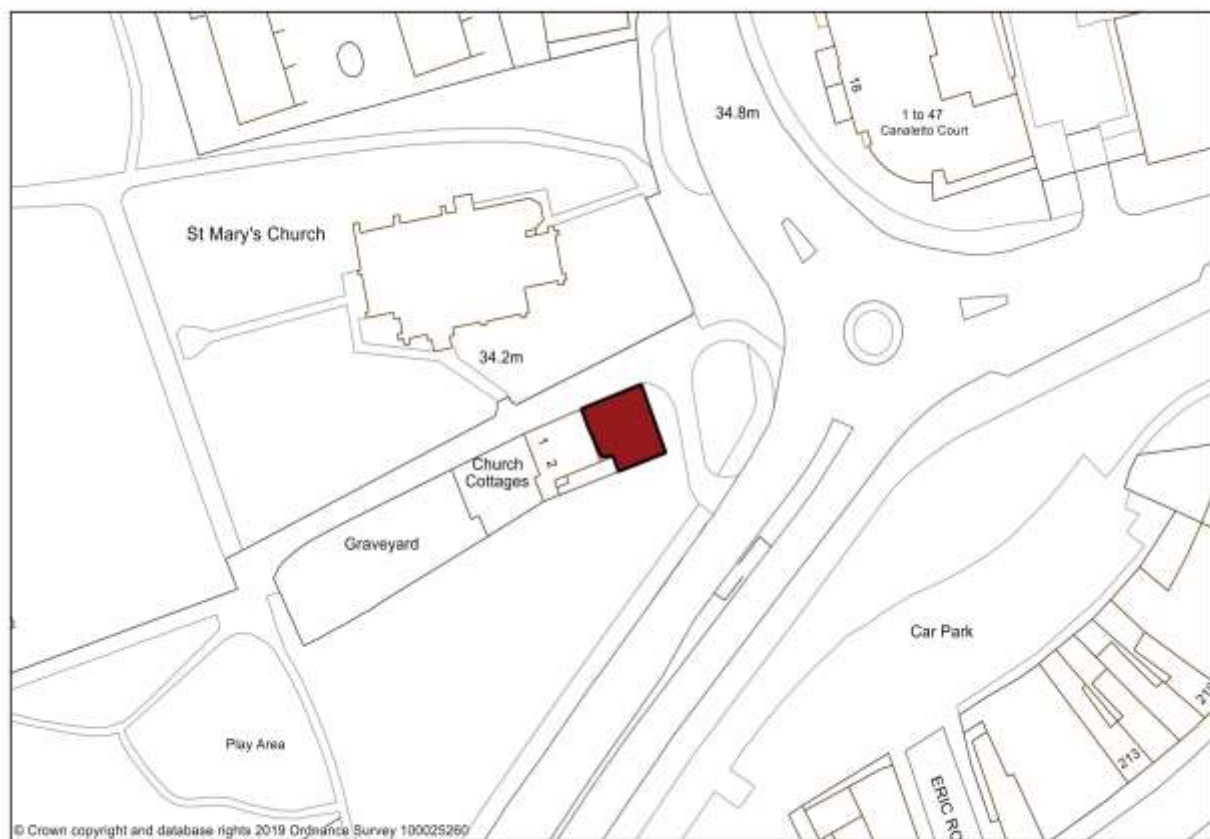 34.8m
16
1 to 47
Canaletto Court
St Mary's Church
34.2m
1
2
Church
Cottages
Graveyard
Car Park
Play Area
213
ERIC RO
© Crown copyright and database rights 2019 Ordnance Survey 100025260